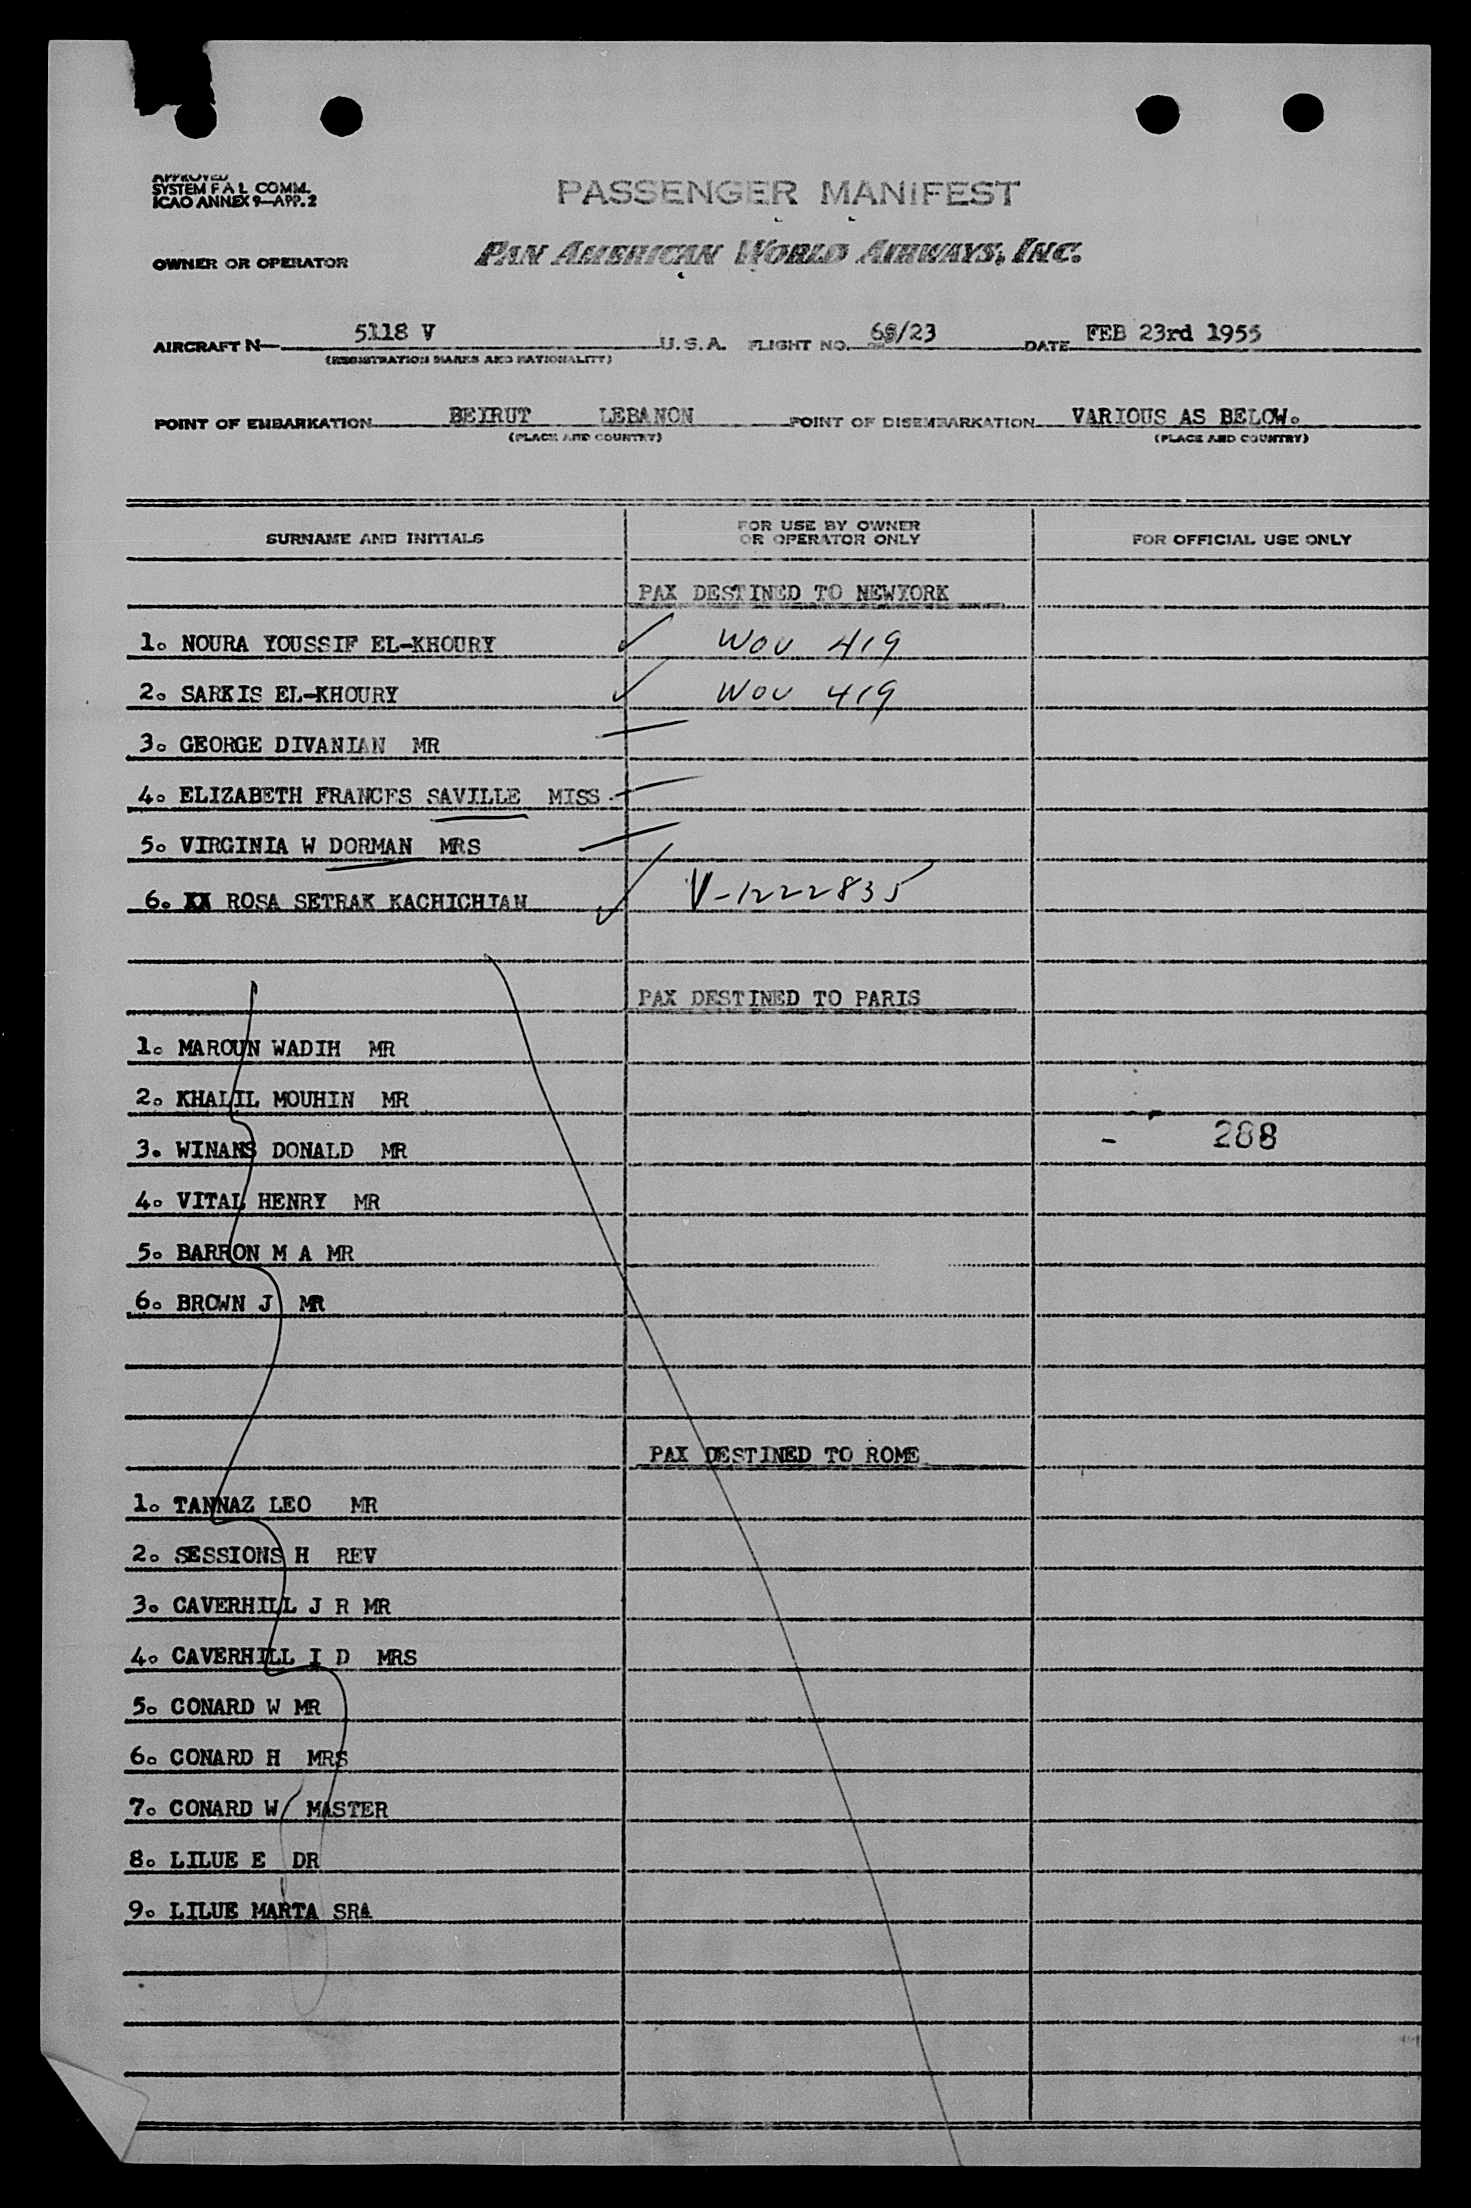 APPROVED
SYSTEM F A L COMM.
ICAO ANNEX 9—APP. 2
PASSENGER MANIFEST
OWNER OR OPERATOR PAN AMERICAN WORLD AIRWAYS, INC.
AIRCRAFT N— 5118 V U.S.A. FLIGHT NO. /23 DATE FEB 23rd 1955
(REGISTRATION MARKS AND NATIONALITY)
POINT OF EMBARKATION BEIRUT LEBANON POINT OF DISEMBARKATION VARIOUS AS BELOW.
(PLACE AND COUNTRY) (PLACE AND COUNTRY)
SURNAME AND INITIALS FOR USE BY OWNER OR OPERATOR ONLY FOR OFFICIAL USE ONLY
PAX DESTINED TO NEWYORK
1. NOURA YOUSSIF EL-KHOURY ✓ WOV 419
2. SARKIS EL-KHOURY ✓ WOV 419
3. GEORGE DIVANIAN MR —
4. ELIZABETH FRANCES SAVILLE MISS —
5. VIRGINIA W DORMAN MRS —
6. XX ROSA SETRAK KACHICHIAN ✓ V-1222835
PAX DESTINED TO PARIS
1. MAROUN WADIH MR
2. KHALIL MOUHIN MR
3. WINANS DONALD MR - 288
4. VITAL HENRY MR
5. BARRON M A MR
6. BROWN J MR
PAX DESTINED TO ROME
1. TANNAZ LEO MR
2. SESSIONS H REV
3. CAVERHILL J R MR
4. CAVERHILL I D MRS
5. CONARD W MR
6. CONARD H MRS
7. CONARD W MASTER
8. LILUE E DR
9. LILUE MARTA SRA